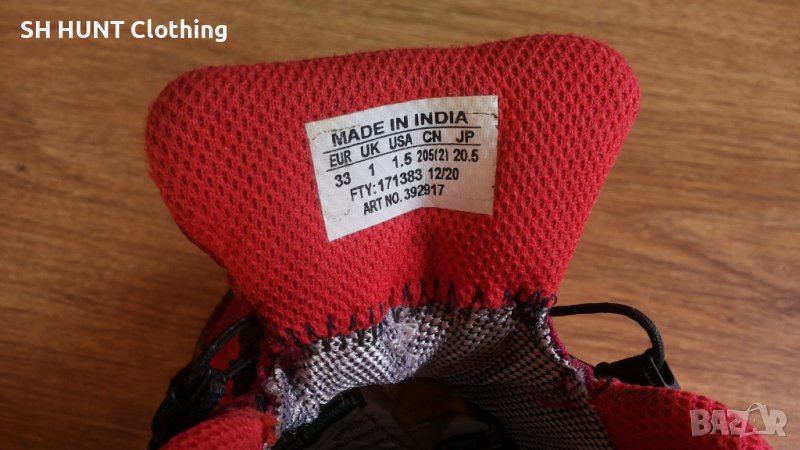 SH HUNT Clothing
MADE IN INDIA
EUR UK USA CN JP
33 1 1.5 205(2) 20.5
FTY:171383 12/20
ART NO. 392917
BAZAR